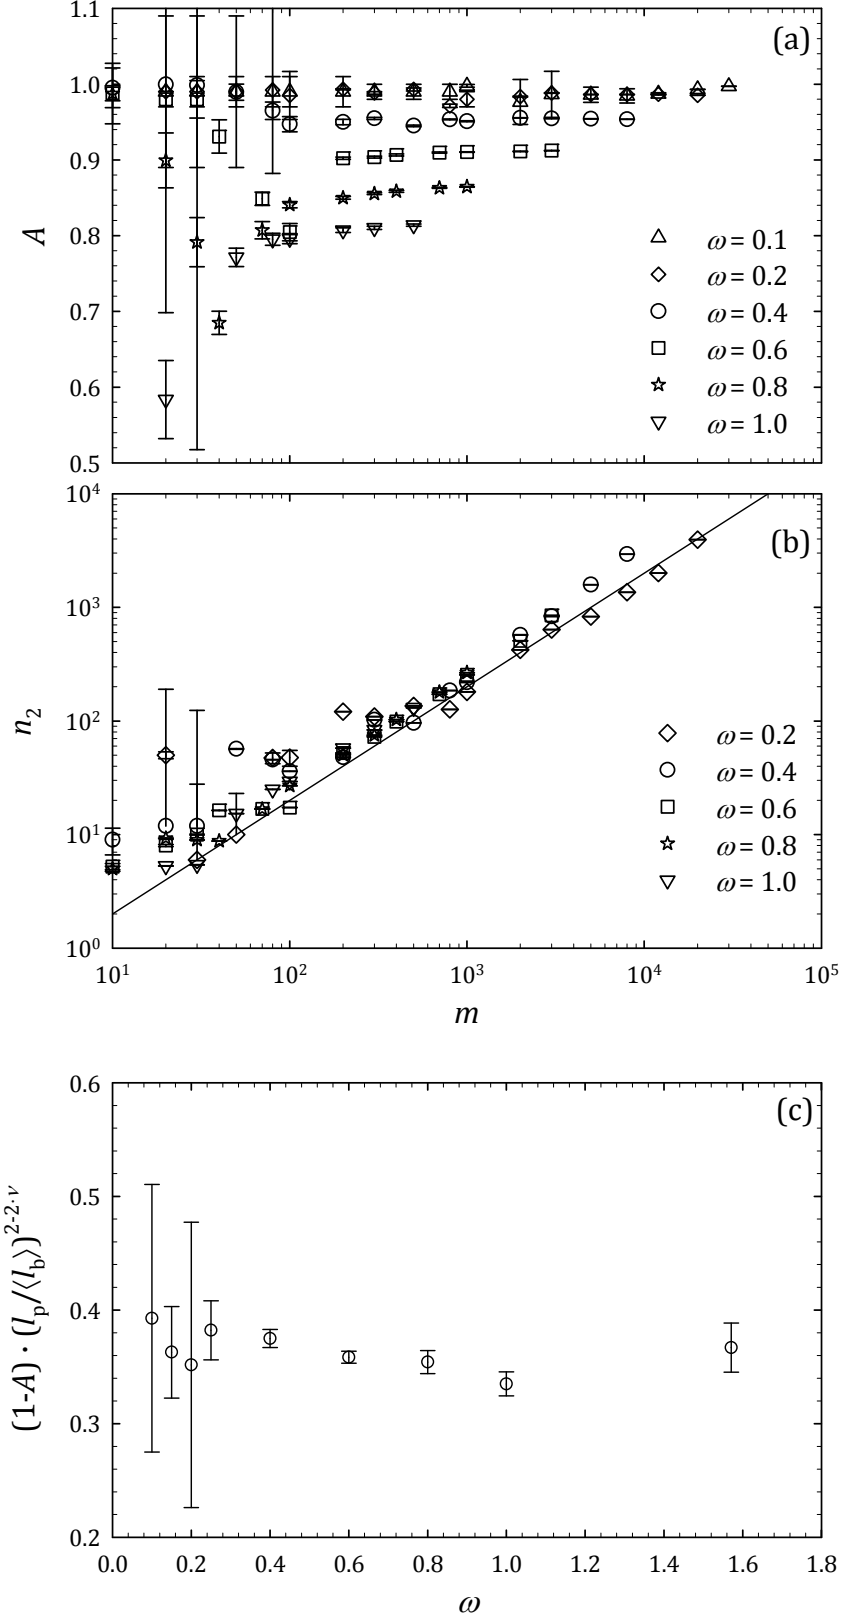 1.1
(a)
1.0
0.9
A
0.8
ω = 0.1
ω = 0.2
0.7
ω = 0.4
ω = 0.6
0.6
ω = 0.8
ω = 1.0
0.5
10⁴
(b)
10³
n₂
10²
ω = 0.2
ω = 0.4
ω = 0.6
10¹
ω = 0.8
ω = 1.0
10⁰
10¹ 10² 10³ 10⁴ 10⁵
m
0.6
(c)
0.5
(1-A) · (lₚ/⟨l_b⟩)^{2-2·ν}
0.4
0.3
0.2
0.0 0.2 0.4 0.6 0.8 1.0 1.2 1.4 1.6 1.8
ω